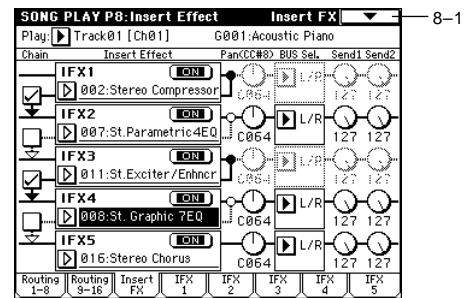 SONG PLAY P8:Insert Effect Insert FX
8–1
Play: Track01 [Ch01] G001:Acoustic Piano
Chain Insert Effect Pan(CC#8) BUS Sel. Send1 Send2
IFX1 ON
002:Stereo Compressor C064 L/R 127 127
IFX2 ON
007:St.Parametric4EQ C064 L/R 127 127
IFX3 ON
011:St.Exciter/Enhncr C064 L/R 127 127
IFX4 ON
008:St. Graphic 7EQ C064 L/R 127 127
IFX5 ON
016:Stereo Chorus C064 L/R 127 127
Routing 1-8 Routing 9-16 Insert FX IFX 1 IFX 2 IFX 3 IFX 4 IFX 5